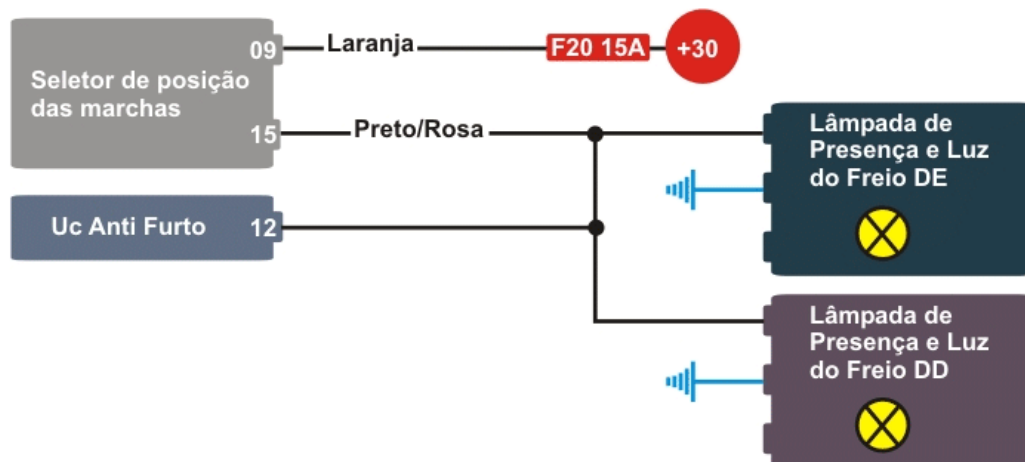 09
Laranja
F20 15A
+30
Seletor de posição
das marchas
15
Preto/Rosa
Uc Anti Furto
12
Lâmpada de
Presença e Luz
do Freio DE
Lâmpada de
Presença e Luz
do Freio DD